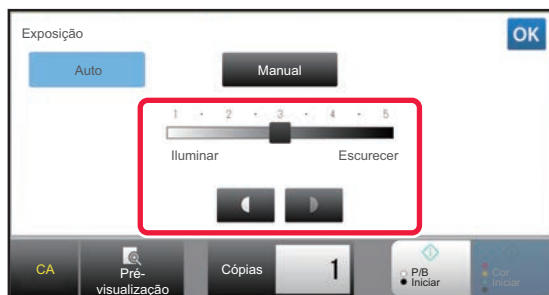 Exposição
OK
Auto
Manual
1 · 2 · 3 · 4 · 5
Iluminar
Escurecer
CA
Pré-
visualização
Cópias
1
P/B
Iniciar
Cor
Iniciar